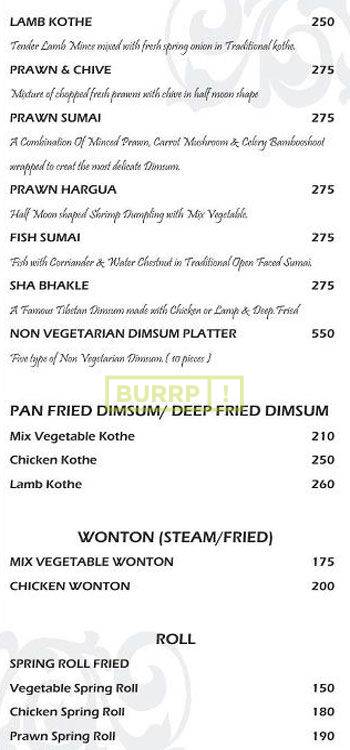 LAMB KOTHE 250
Tender Lamb Mince mixed with fresh spring onion in Traditional kothe.
PRAWN & CHIVE 275
Mixture of chopped fresh prawns with chive in half moon shape
PRAWN SUMAI 275
A Combination Of Minced Prawn, Carrot Moshroom & Celery Bambooshoot
wrapped to creat the most delicate Dimsum.
PRAWN HARGUA 275
Half Moon shaped Shrimp Dumpling with Mix Vegetable.
FISH SUMAI 275
Fish with Corriander & Water Chestnut in Traditional Open Faced Sumai.
SHA BHAKLE 275
A Famous Tibetan Dimsum made with Chicken or Lamp & Deep Fried
NON VEGETARIAN DIMSUM PLATTER 550
Five type of Non Vegetarian Dimsum. ( 10 pieces )
BURRP !
PAN FRIED DIMSUM/ DEEP FRIED DIMSUM
Mix Vegetable Kothe 210
Chicken Kothe 250
Lamb Kothe 260
WONTON (STEAM/FRIED)
MIX VEGETABLE WONTON 175
CHICKEN WONTON 200
ROLL
SPRING ROLL FRIED
Vegetable Spring Roll 150
Chicken Spring Roll 180
Prawn Spring Roll 190